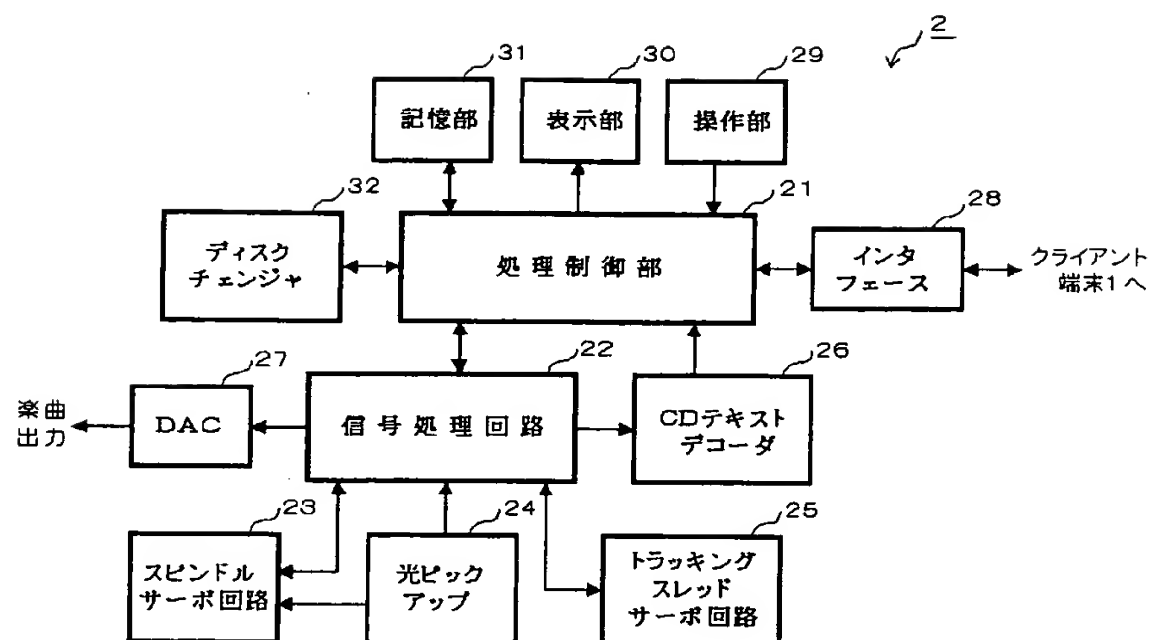 2
31
30
29
記憶部
表示部
操作部
32
21
28
ディスク
チェンジャ
処理制御部
インタ
フェース
クライアント
端末1へ
27
22
26
楽曲
出力
DAC
信号処理回路
CDテキスト
デコーダ
23
24
25
スピンドル
サーボ回路
光ピック
アップ
トラッキング
スレッド
サーボ回路